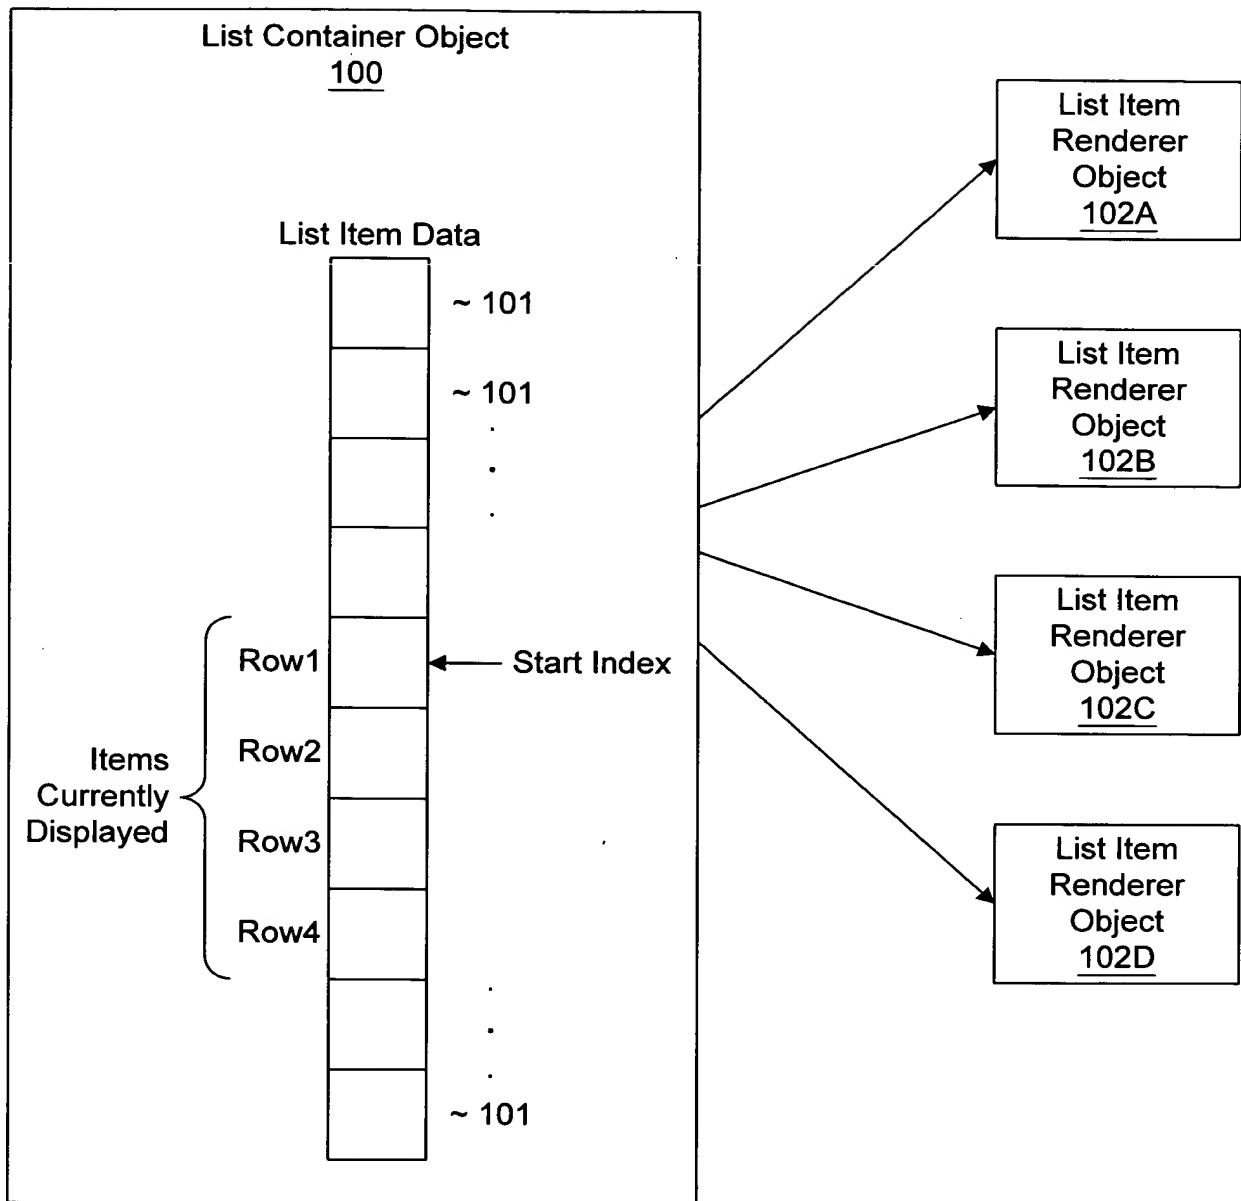 List Container Object
100
List Item Data
~ 101
~ 101
.
.
.
Row1
Start Index
Row2
Row3
Row4
Items
Currently
Displayed
.
.
.
~ 101
List Item
Renderer
Object
102A
List Item
Renderer
Object
102B
List Item
Renderer
Object
102C
List Item
Renderer
Object
102D